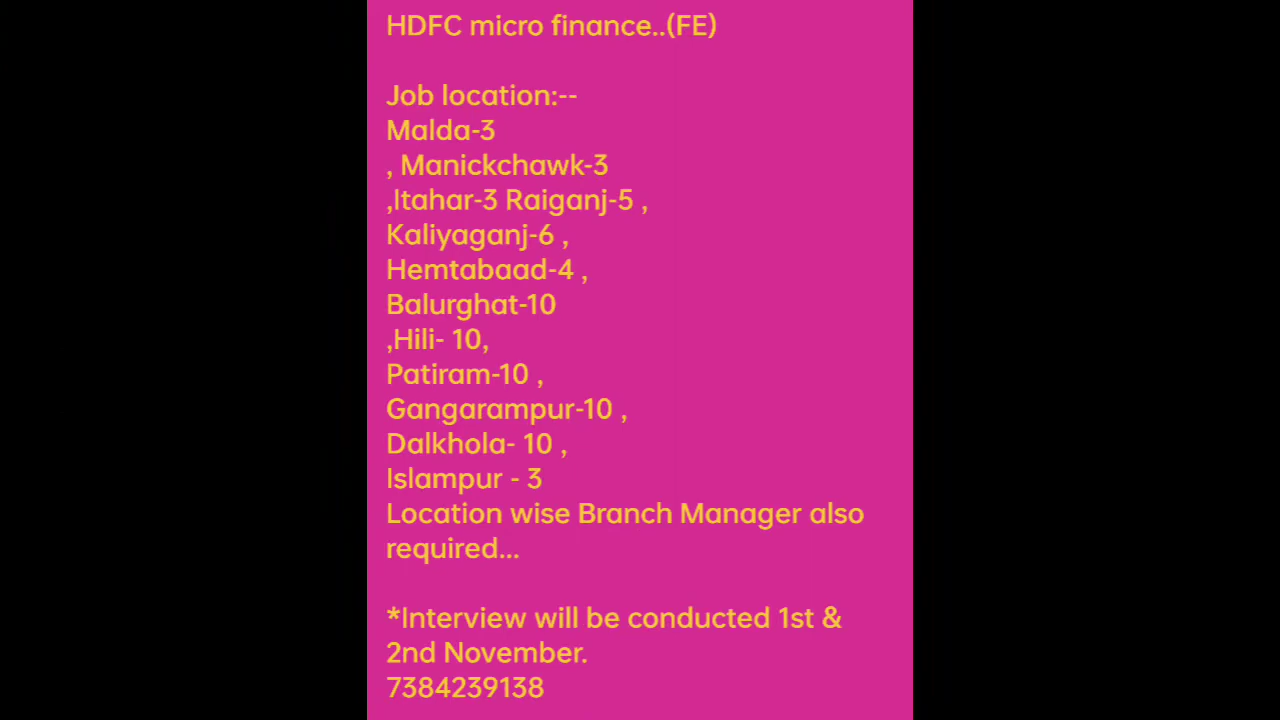 HDFC micro finance..(FE)
Job location:--
Malda-3
, Manickchawk-3
,Itahar-3 Raiganj-5 ,
Kaliyaganj-6 ,
Hemtabaad-4 ,
Balurghat-10
,Hili- 10,
Patiram-10 ,
Gangarampur-10 ,
Dalkhola- 10 ,
Islampur - 3
Location wise Branch Manager also
required...
*Interview will be conducted 1st &
2nd November.
7384239138